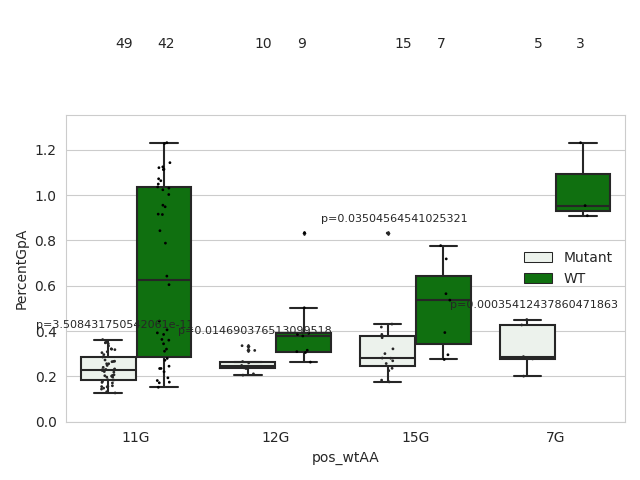 49 42 10 9 15 7 5 3
1.2
1.0
p=0.03504564541025321
0.8
Mutant
WT
0.6
p=0.00035412437860471863
p=0.014690376513099518
0.4
0.2
0.0
11G 12G 15G 7G
pos_wtAA
PercentGpA